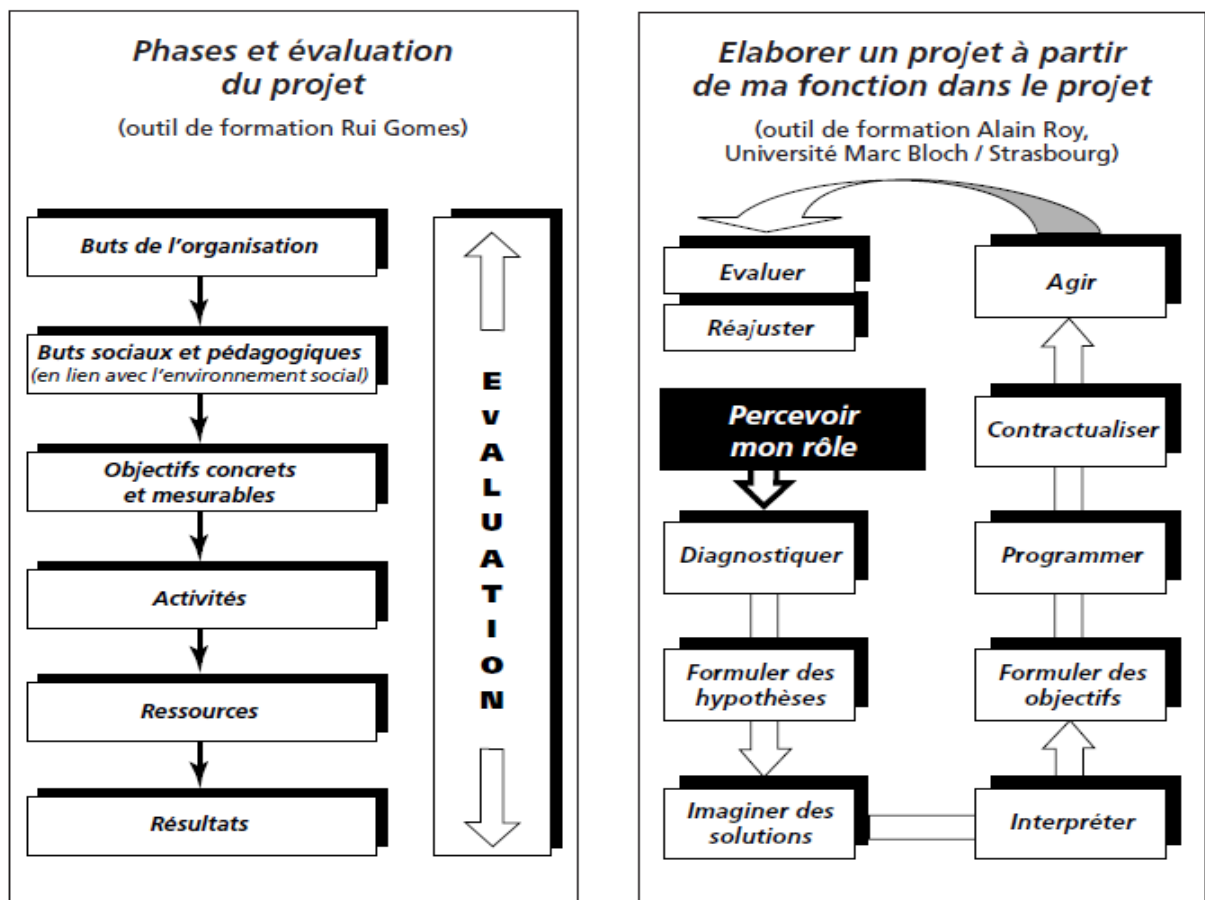 Phases et évaluation
du projet
(outil de formation Rui Gomes)
Buts de l'organisation
Buts sociaux et pédagogiques
(en lien avec l'environnement social)
Objectifs concrets
et mesurables
Activités
Ressources
Résultats
EvALUATION
Elaborer un projet à partir
de ma fonction dans le projet
(outil de formation Alain Roy,
Université Marc Bloch / Strasbourg)
Evaluer
Réajuster
Percevoir
mon rôle
Diagnostiquer
Formuler des
hypothèses
Imaginer des
solutions
Interpréter
Formuler des
objectifs
Programmer
Contractualiser
Agir